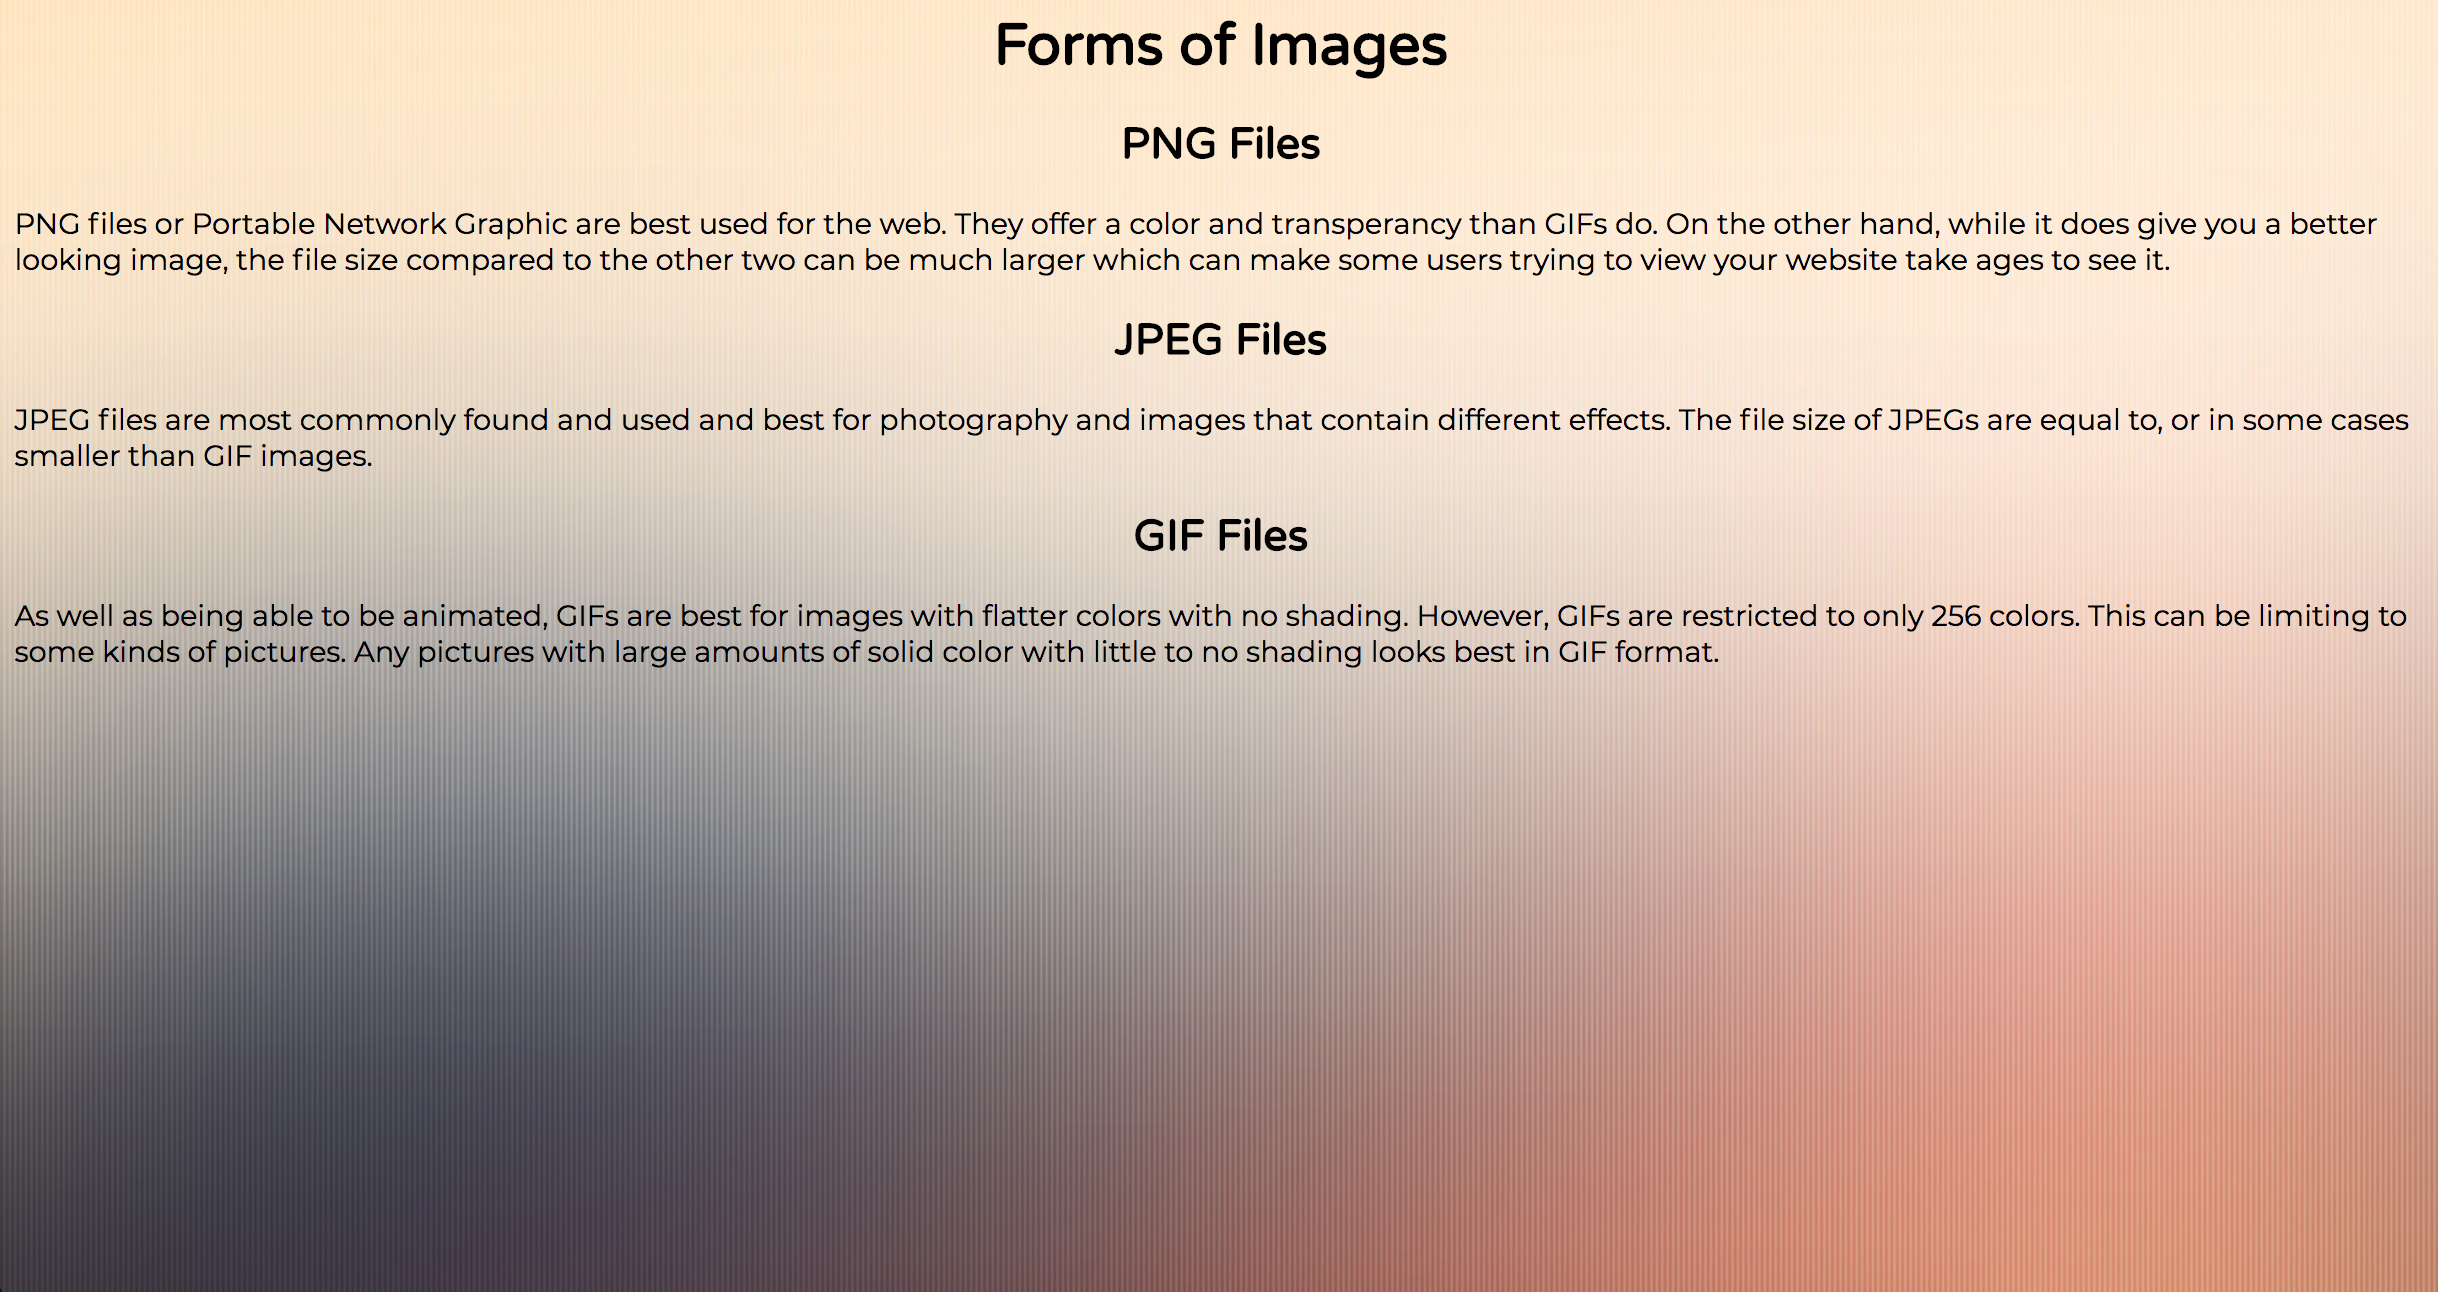 Forms of Images
PNG Files
PNG files or Portable Network Graphic are best used for the web. They offer a color and transperancy than GIFs do. On the other hand, while it does give you a better
looking image, the file size compared to the other two can be much larger which can make some users trying to view your website take ages to see it.
JPEG Files
JPEG files are most commonly found and used and best for photography and images that contain different effects. The file size of JPEGs are equal to, or in some cases
smaller than GIF images.
GIF Files
As well as being able to be animated, GIFs are best for images with flatter colors with no shading. However, GIFs are restricted to only 256 colors. This can be limiting to
some kinds of pictures. Any pictures with large amounts of solid color with little to no shading looks best in GIF format.